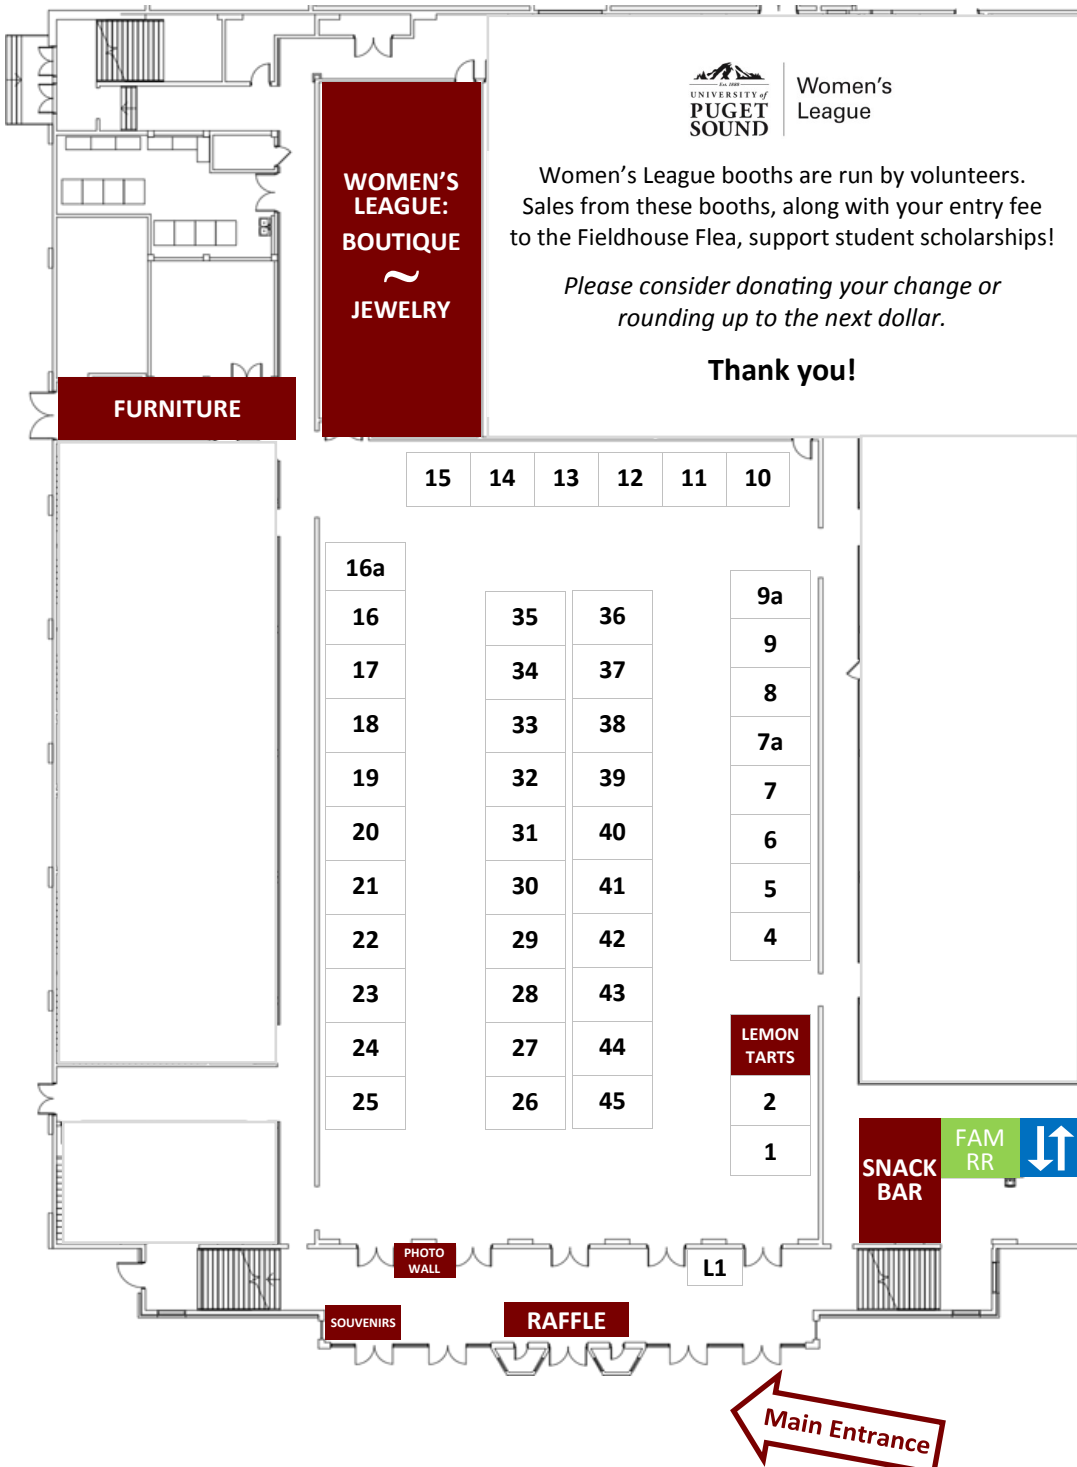 Est. 1888
UNIVERSITY of
PUGET
SOUND
Women's
League
Women's League booths are run by volunteers.
Sales from these booths, along with your entry fee
to the Fieldhouse Flea, support student scholarships!
Please consider donating your change or
rounding up to the next dollar.
Thank you!
WOMEN'S
LEAGUE:
BOUTIQUE
~
JEWELRY
FURNITURE
15 14 13 12 11 10
16a
16
17
18
19
20
21
22
23
24
25
35
34
33
32
31
30
29
28
27
26
36
37
38
39
40
41
42
43
44
45
9a
9
8
7a
7
6
5
4
LEMON
TARTS
2
1
SNACK
BAR
FAM
RR
PHOTO
WALL
L1
SOUVENIRS
RAFFLE
Main Entrance